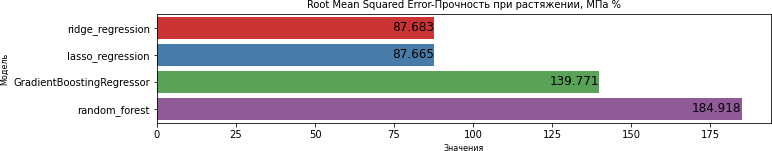 Root Mean Squared Error-Прочность при растяжении, МПа %
Модель
ridge_regression
87.683
lasso_regression
87.665
GradientBoostingRegressor
139.771
random_forest
184.918
0 25 50 75 100 125 150 175
Значения